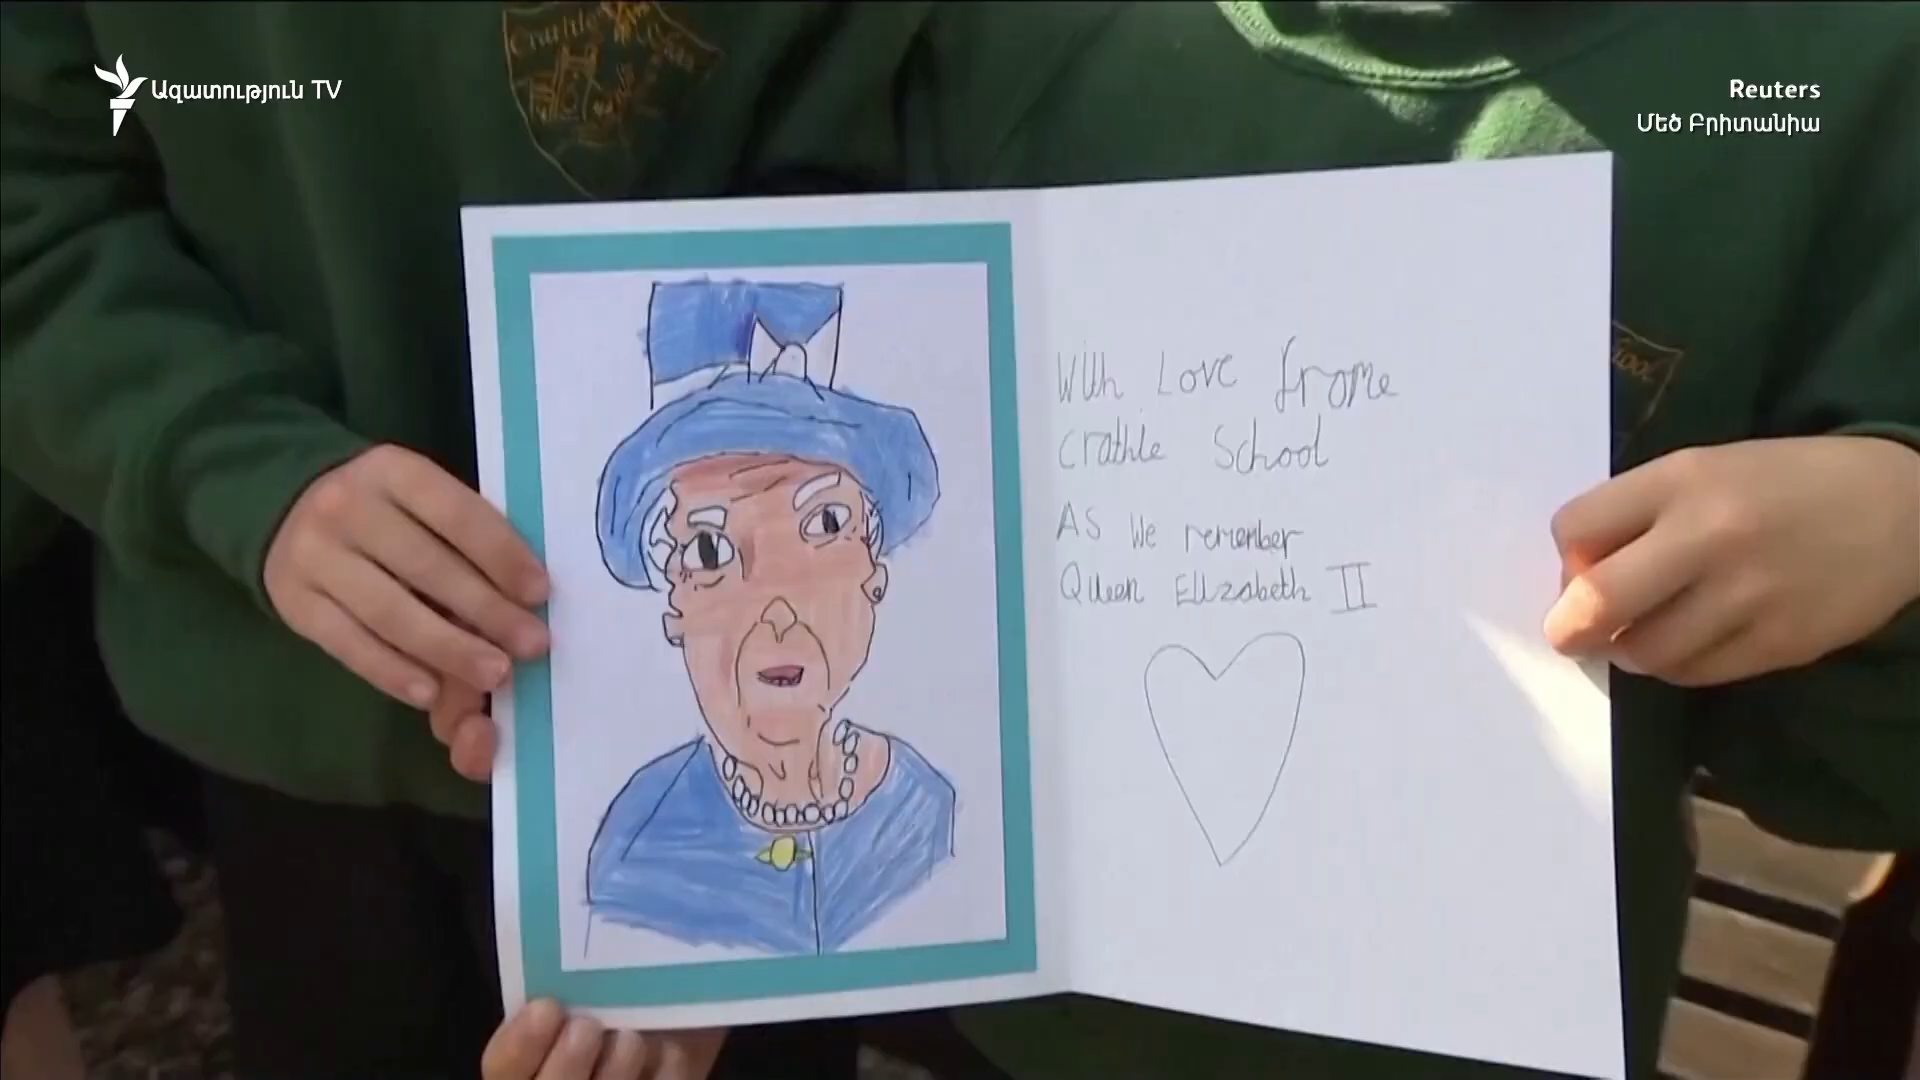 Ազատություն TV
Reuters
Մեծ Բրիտանիա
With Love frome
Crathie School
As We remember
Queen Elizabeth II